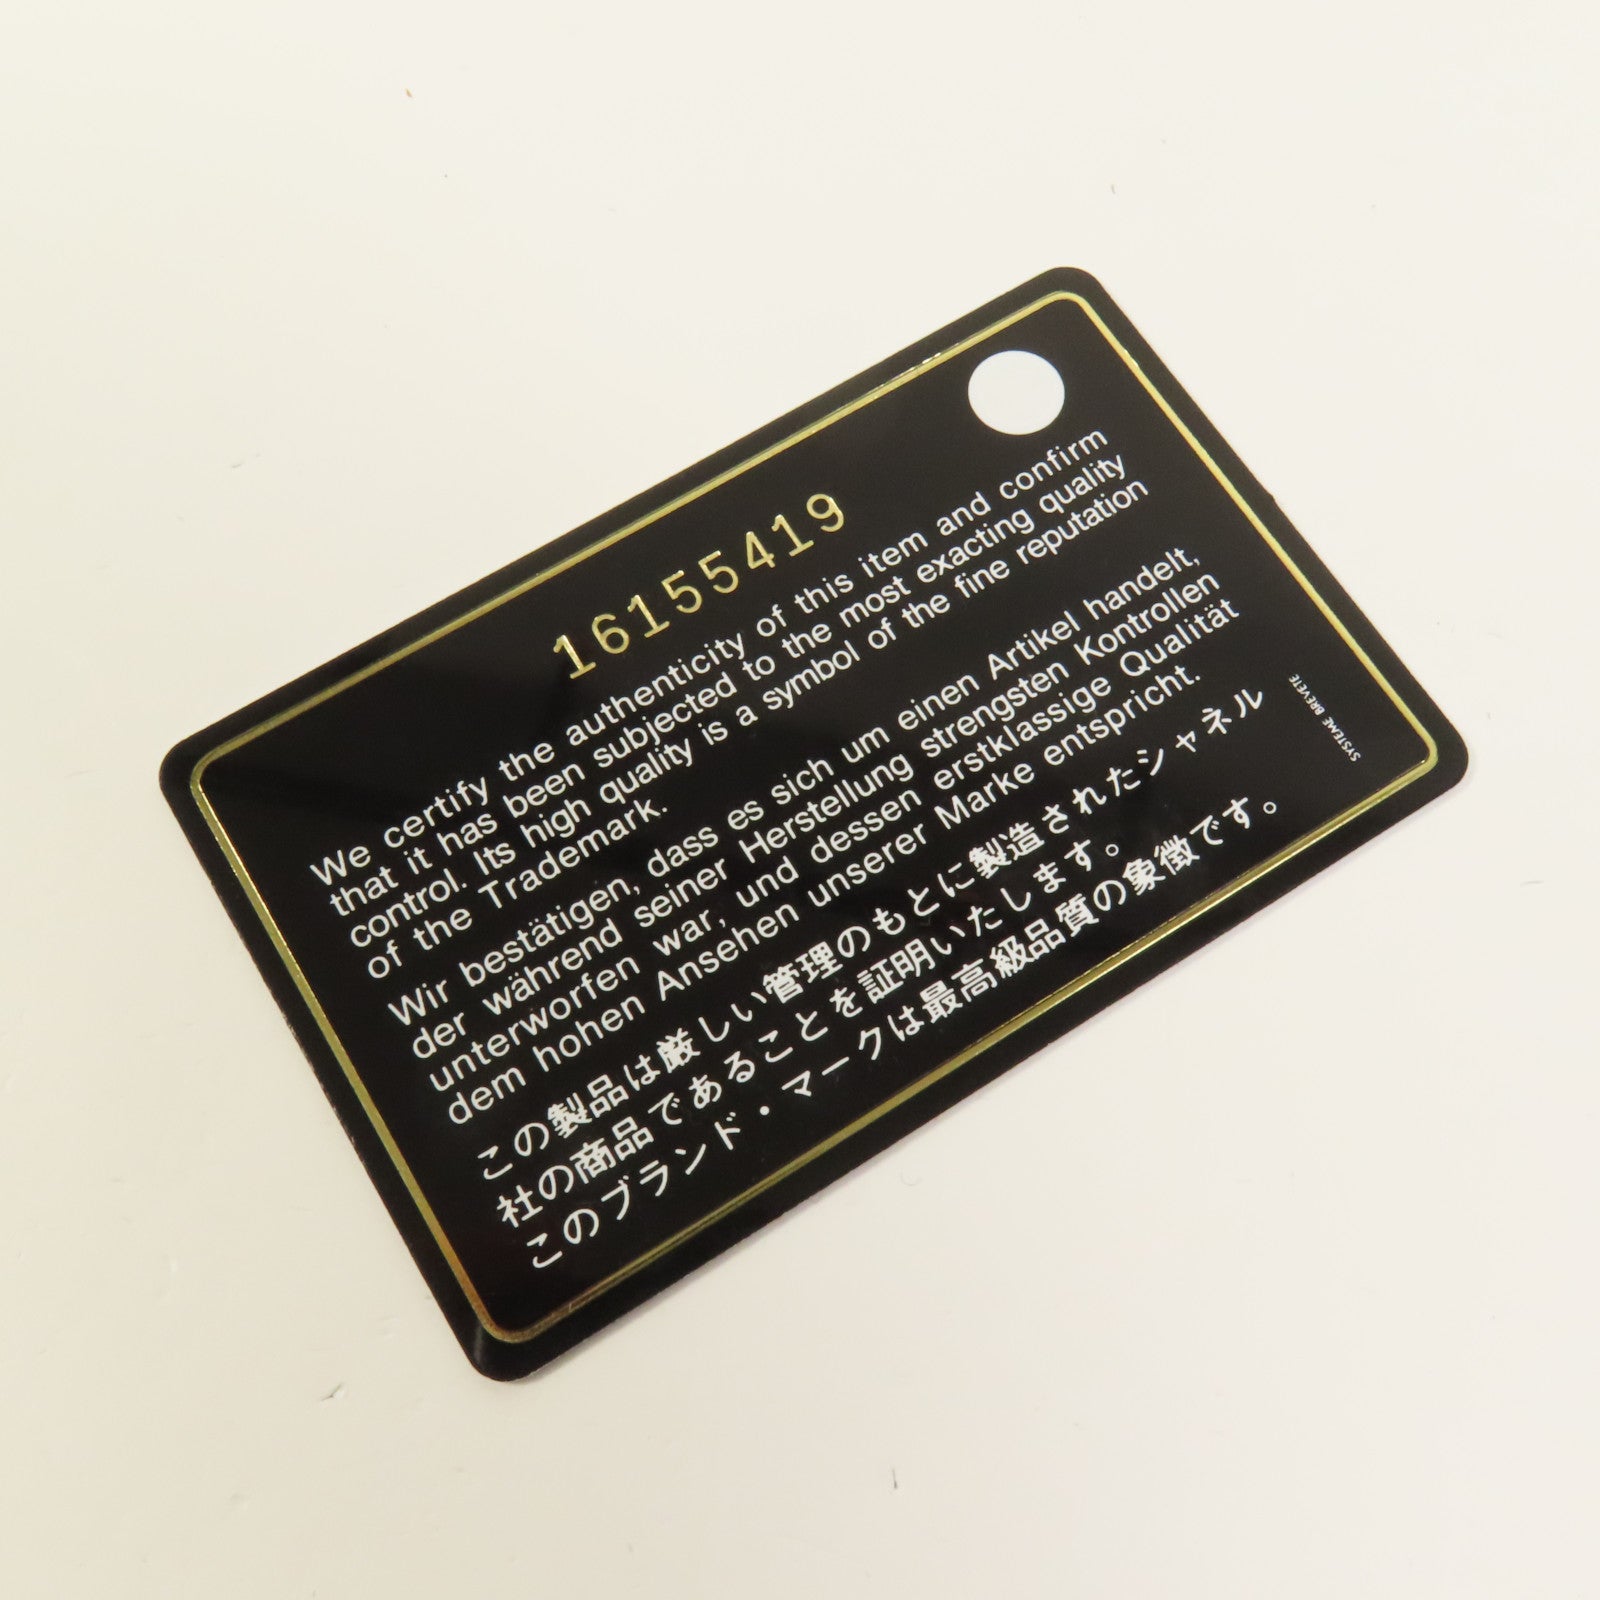 16155419
We certify the authenticity of this item and confirm
that it has been subjected to the most exacting quality
control. Its high quality is a symbol of the fine reputation
of the Trademark.
Wir bestätigen, dass es sich um einen Artikel handelt,
der während seiner Herstellung strengsten Kontrollen
unterworfen war, und dessen erstklassige Qualität
dem hohen Ansehen unserer Marke entspricht.
この製品は厳しい管理のもとに製造されたシャネル
社の商品であることを証明いたします。
このブランド・マークは最高級品質の象徴です。
SYSTEME BREVETE